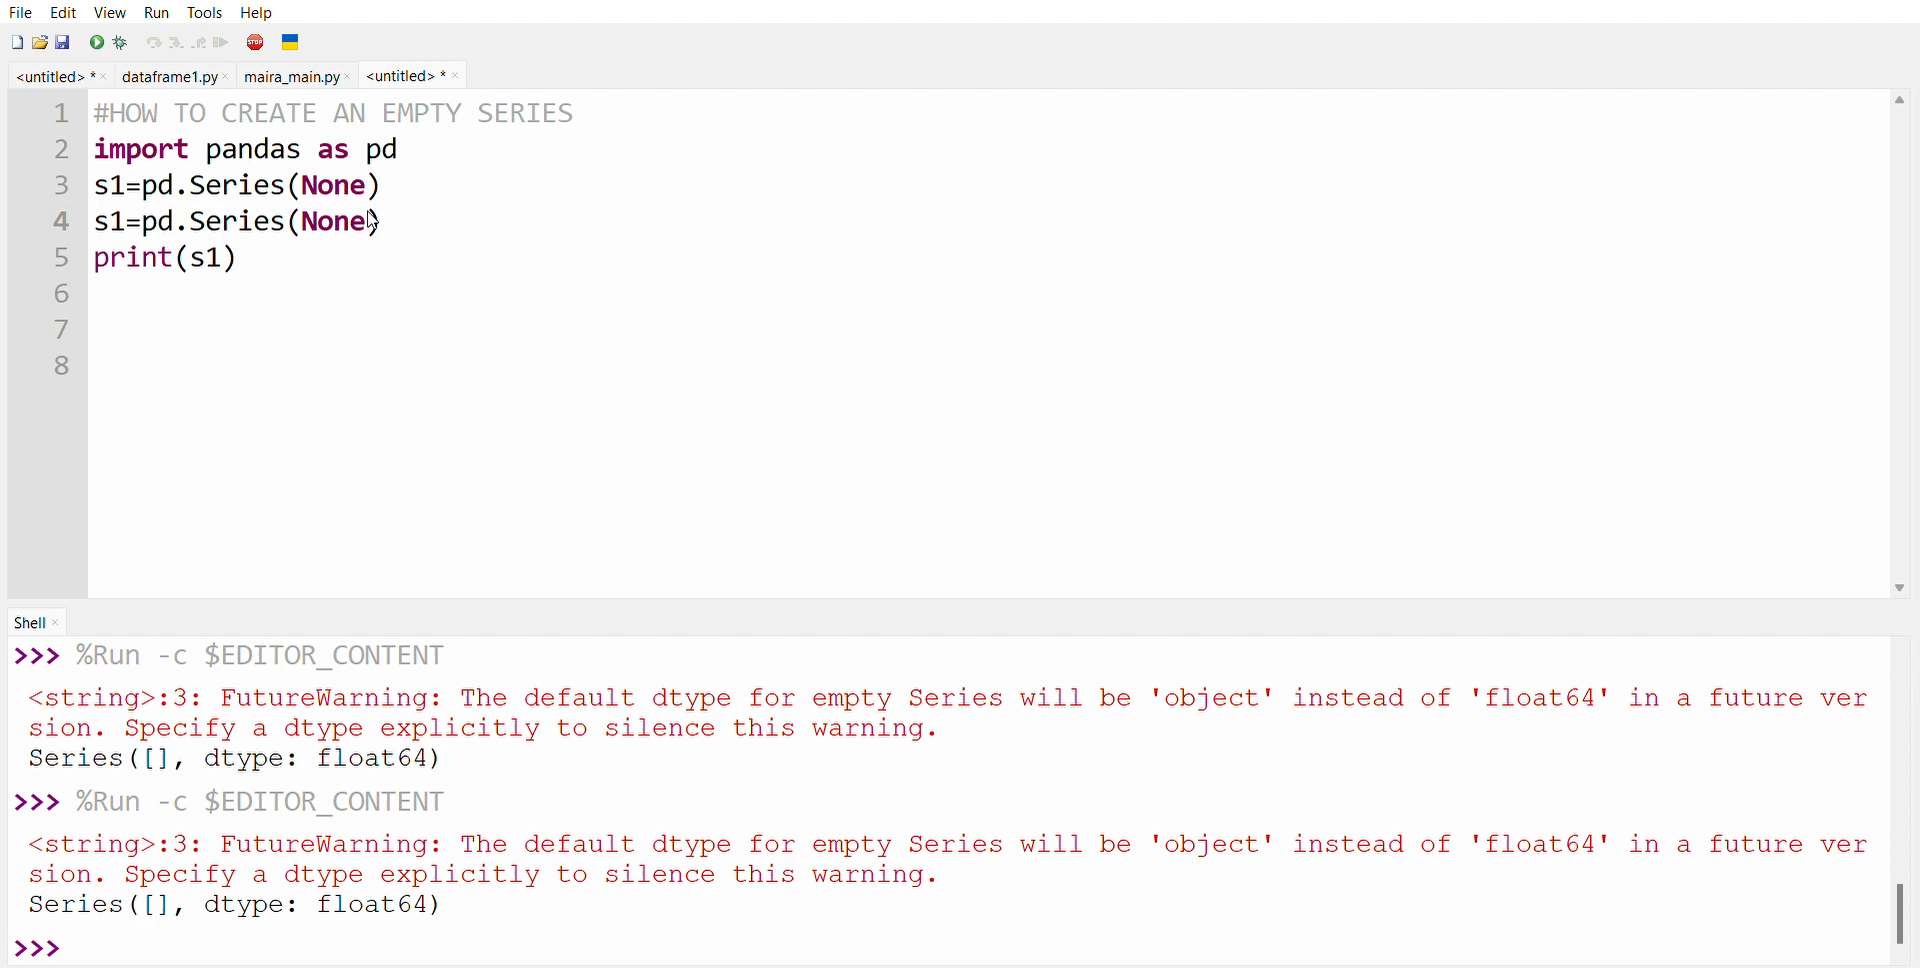 File Edit View Run Tools Help
STOP
<untitled> * × dataframe1.py × maira_main.py × <untitled> * ×
1 #HOW TO CREATE AN EMPTY SERIES
2 import pandas as pd
3 s1=pd.Series(None)
4 s1=pd.Series(None)
5 print(s1)
6
7
8
Shell ×
>>> %Run -c $EDITOR_CONTENT
<string>:3: FutureWarning: The default dtype for empty Series will be 'object' instead of 'float64' in a future ver
sion. Specify a dtype explicitly to silence this warning.
Series([], dtype: float64)
>>> %Run -c $EDITOR_CONTENT
<string>:3: FutureWarning: The default dtype for empty Series will be 'object' instead of 'float64' in a future ver
sion. Specify a dtype explicitly to silence this warning.
Series([], dtype: float64)
>>>